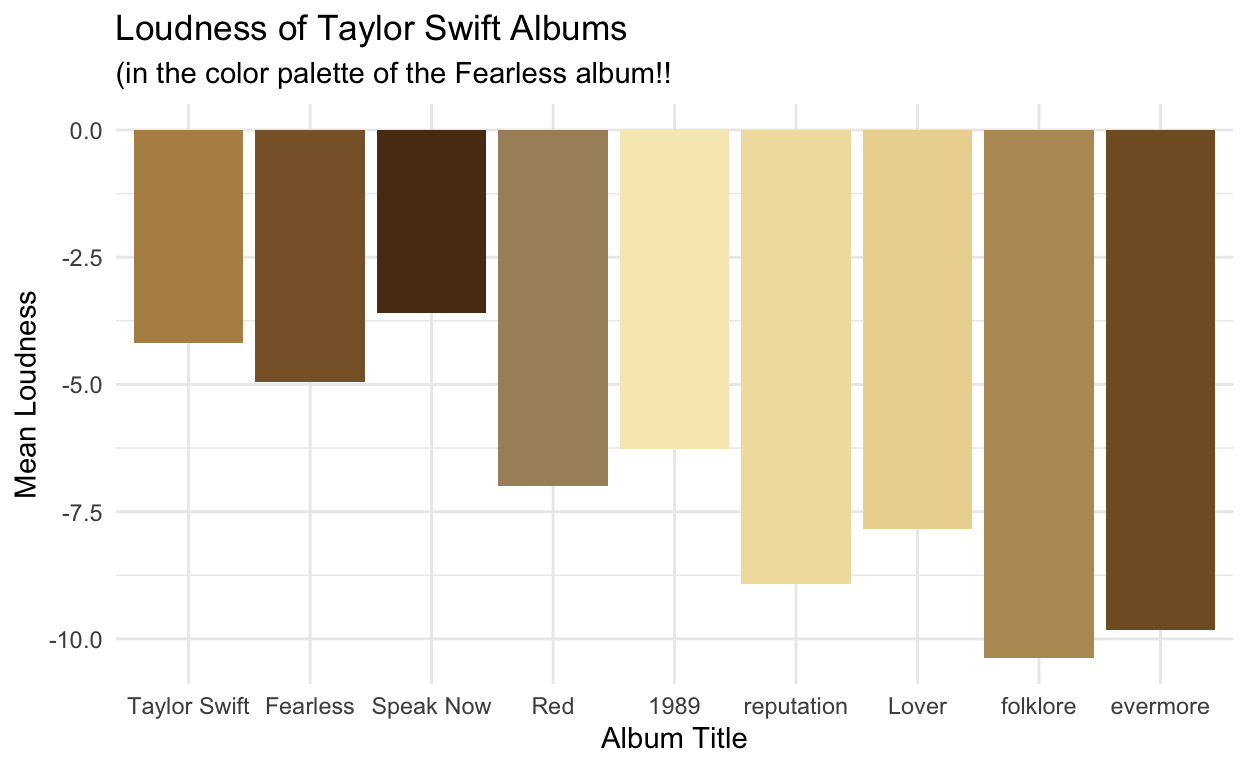 Loudness of Taylor Swift Albums
(in the color palette of the Fearless album!!
Mean Loudness
0.0
-2.5
-5.0
-7.5
-10.0
Taylor Swift Fearless Speak Now Red 1989 reputation Lover folklore evermore
Album Title